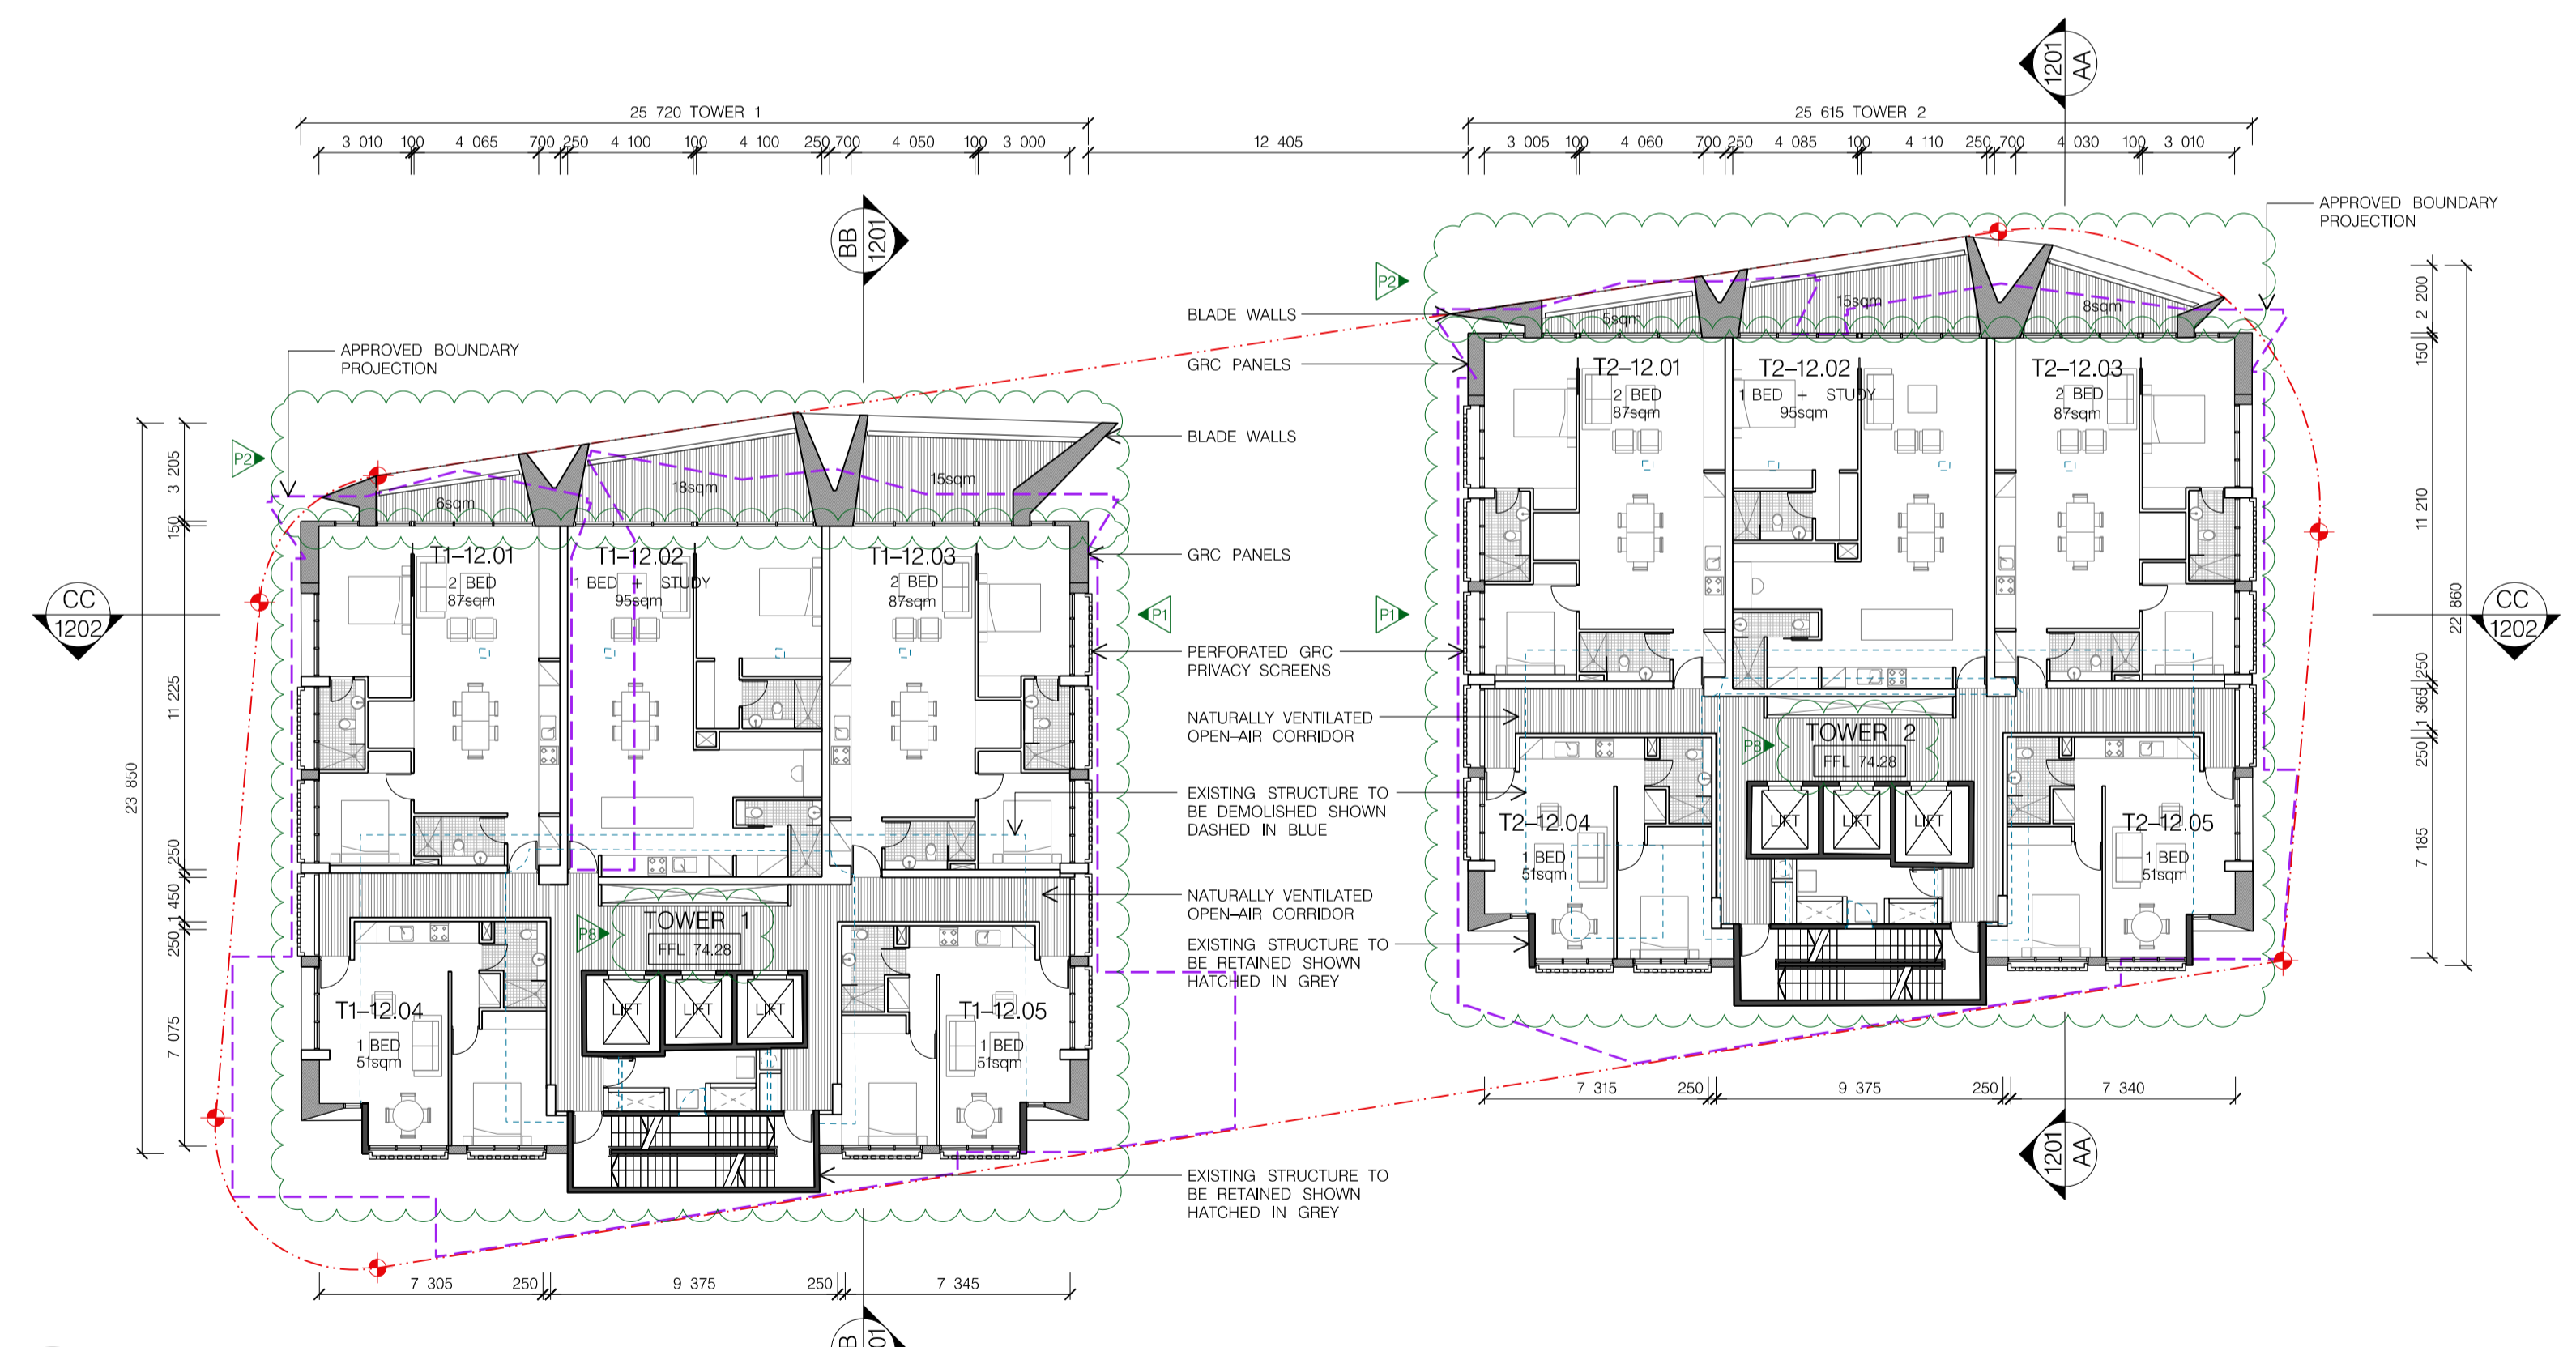 1201
AA
25 720 TOWER 1
25 615 TOWER 2
3 010
100
4 065
700
250
4 100
100
4 100
250
700
4 050
100
3 000
12 405
3 005
100
4 060
700
250
4 085
100
4 110
250
700
4 030
100
3 010
APPROVED BOUNDARY
PROJECTION
BB
1201
P2
BLADE WALLS
15sqm
5sqm
8sqm
2 200
150
APPROVED BOUNDARY
PROJECTION
GRC PANELS
T2-12.01
2 BED
87sqm
T2-12.02
1 BED + STUDY
95sqm
T2-12.03
2 BED
87sqm
BLADE WALLS
P2
3 205
150
6sqm
18sqm
15sqm
11 210
22 860
T1-12.01
2 BED
87sqm
T1-12.02
1 BED + STUDY
95sqm
T1-12.03
2 BED
87sqm
GRC PANELS
CC
1202
P1
P1
CC
1202
PERFORATED GRC
PRIVACY SCREENS
11 225
250
1 365
250
NATURALLY VENTILATED
OPEN-AIR CORRIDOR
P8
TOWER 2
FFL 74.28
23 850
EXISTING STRUCTURE TO
BE DEMOLISHED SHOWN
DASHED IN BLUE
LIFT
LIFT
LIFT
T2-12.04
1 BED
51sqm
T2-12.05
1 BED
51sqm
7 185
250
1 450
250
NATURALLY VENTILATED
OPEN-AIR CORRIDOR
P8
TOWER 1
FFL 74.28
EXISTING STRUCTURE TO
BE RETAINED SHOWN
HATCHED IN GREY
LIFT
LIFT
LIFT
T1-12.04
1 BED
51sqm
T1-12.05
1 BED
51sqm
7 075
7 315
250
9 375
250
7 340
1201
AA
EXISTING STRUCTURE TO
BE RETAINED SHOWN
HATCHED IN GREY
7 305
250
9 375
250
7 345
B
01